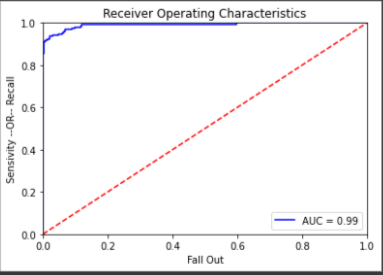 Receiver Operating Characteristics
Sensivity --OR-- Recall
1.0
0.8
0.6
0.4
0.2
0.0
AUC = 0.99
0.0 0.2 0.4 0.6 0.8 1.0
Fall Out